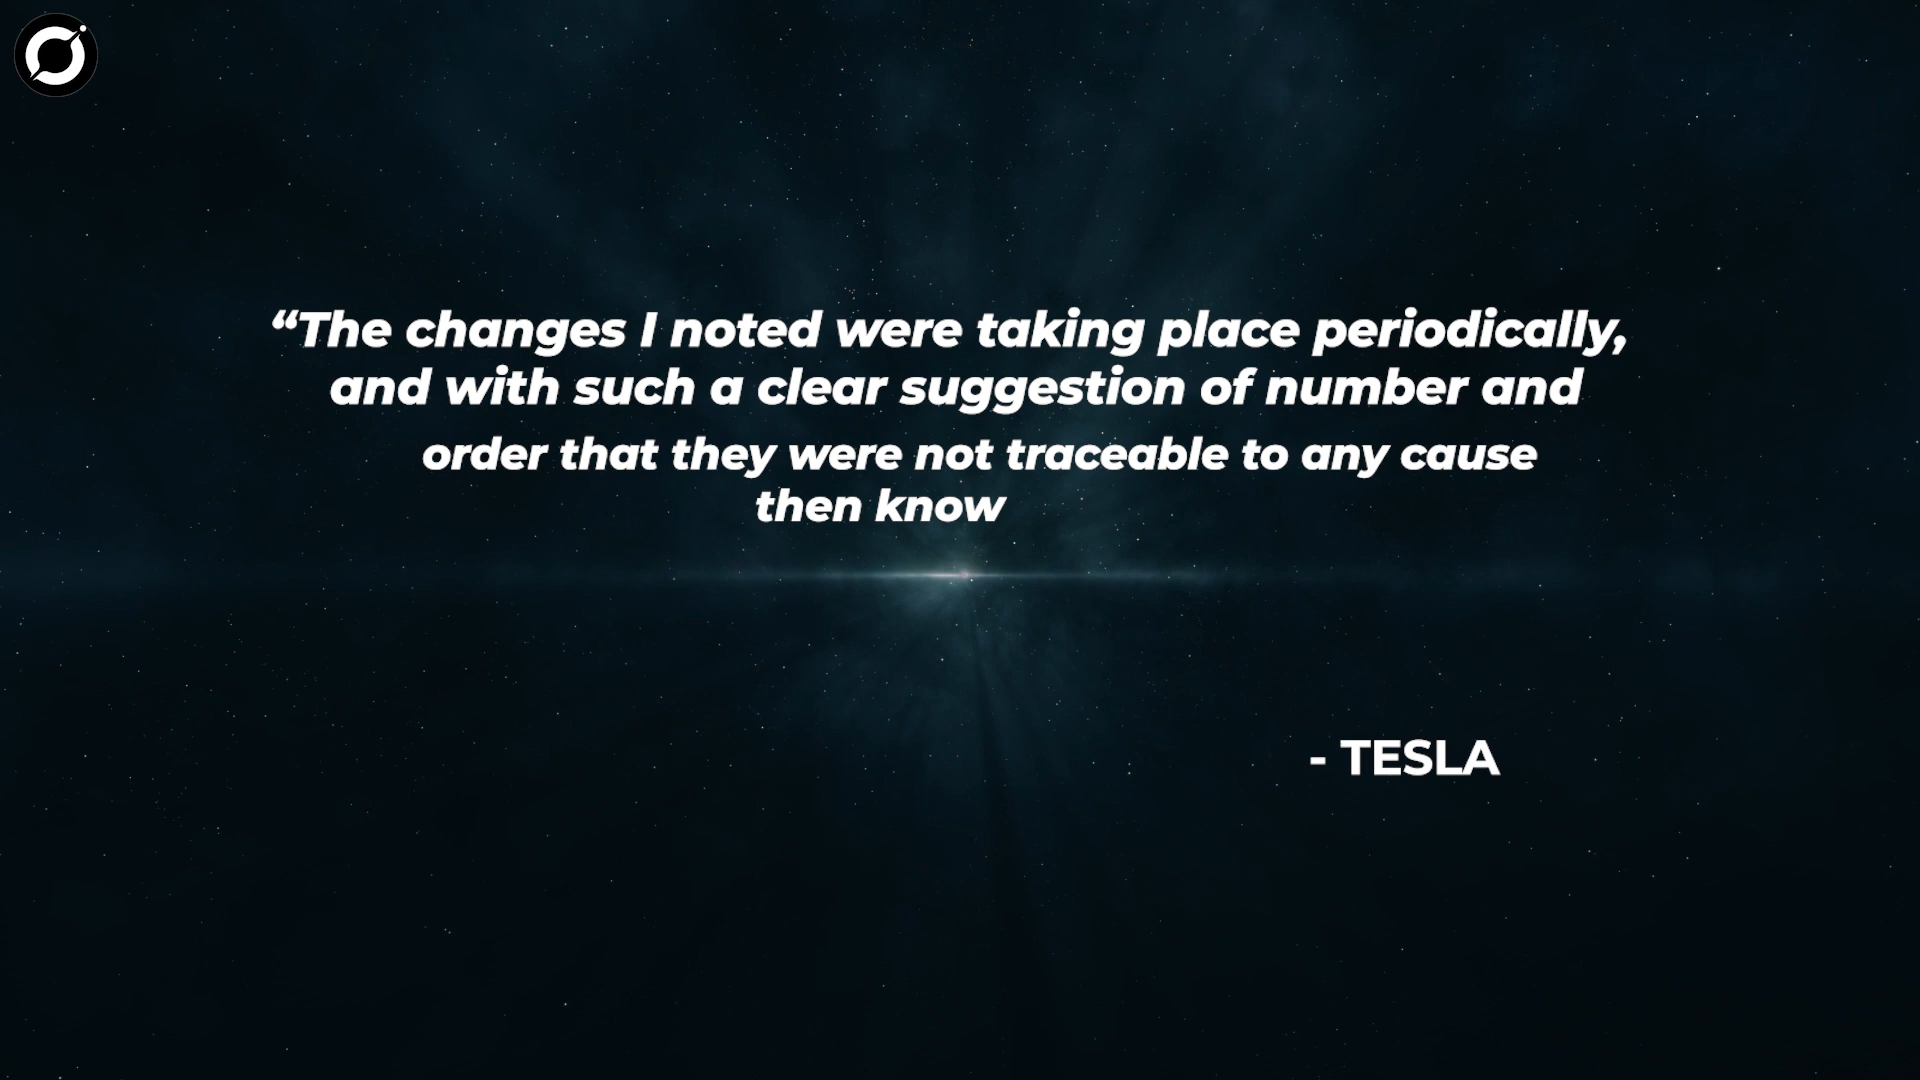 “The changes I noted were taking place periodically,
and with such a clear suggestion of number and
order that they were not traceable to any cause
then know
- TESLA